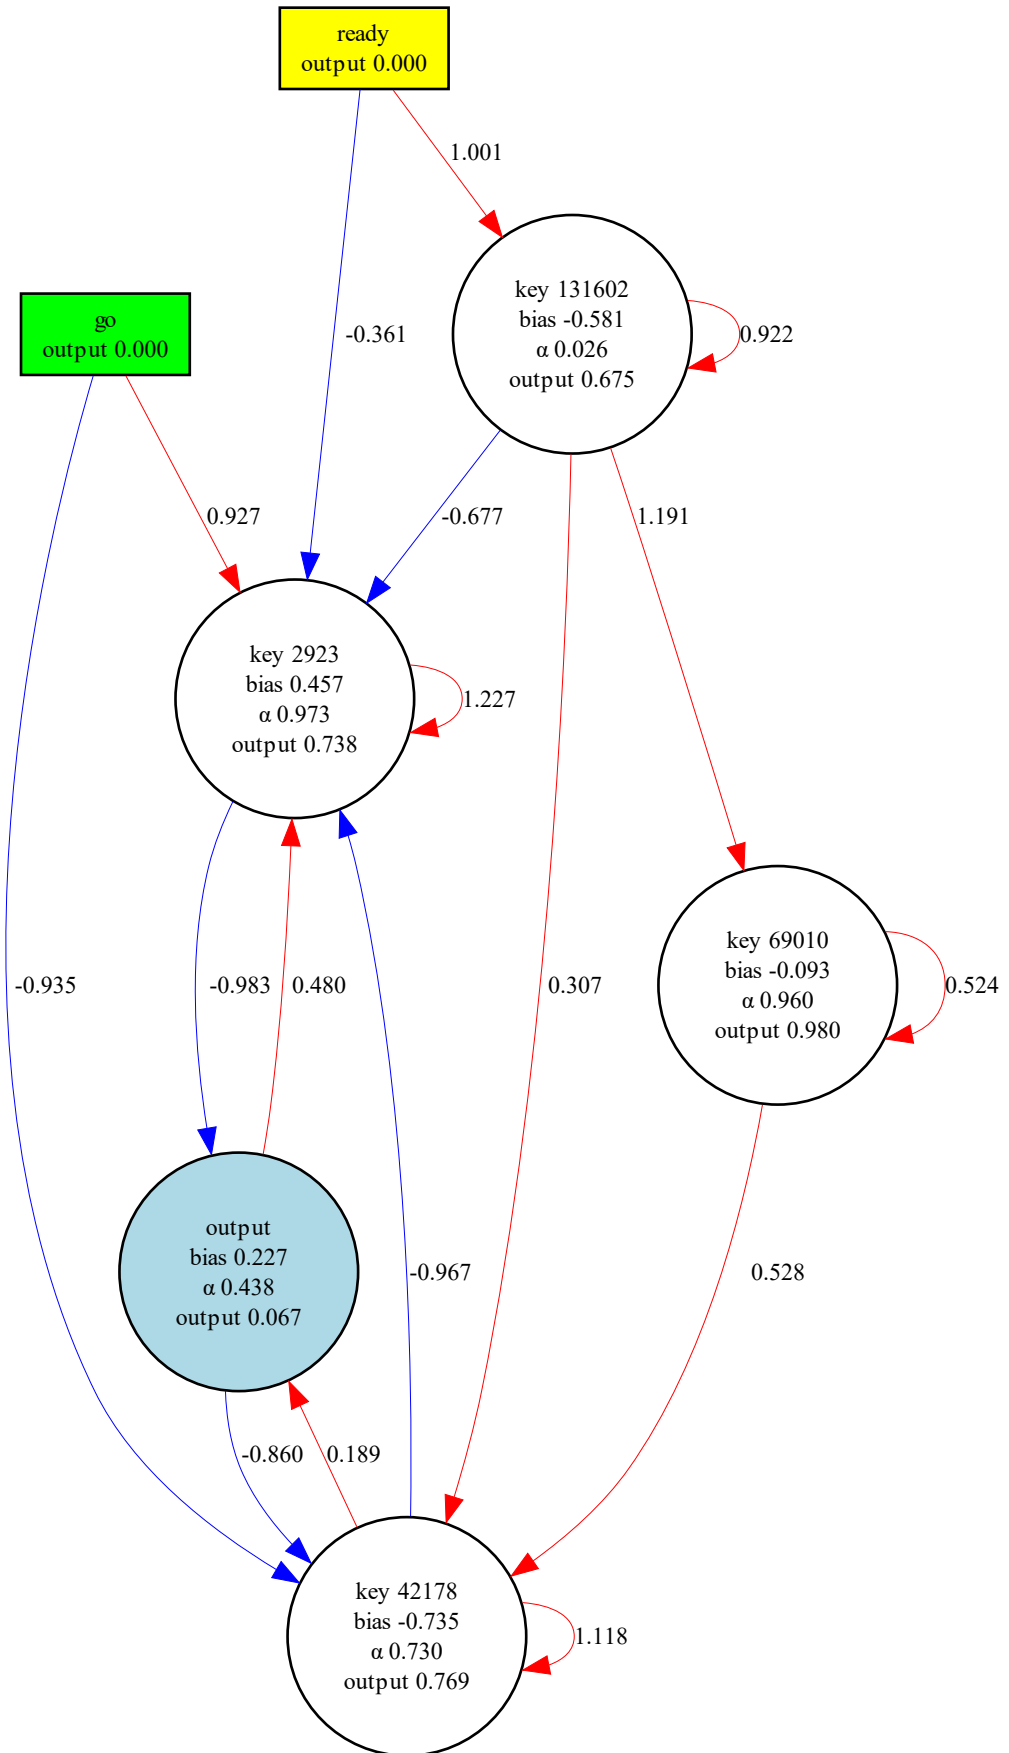 ready
output 0.000
1.001
key 131602
bias -0.581
α 0.026
output 0.675
0.922
go
output 0.000
-0.361
0.927
-0.677
1.191
key 2923
bias 0.457
α 0.973
output 0.738
1.227
key 69010
bias -0.093
α 0.960
output 0.980
0.524
-0.935
-0.983
0.480
0.307
output
bias 0.227
α 0.438
output 0.067
-0.967
0.528
-0.860
0.189
key 42178
bias -0.735
α 0.730
output 0.769
1.118